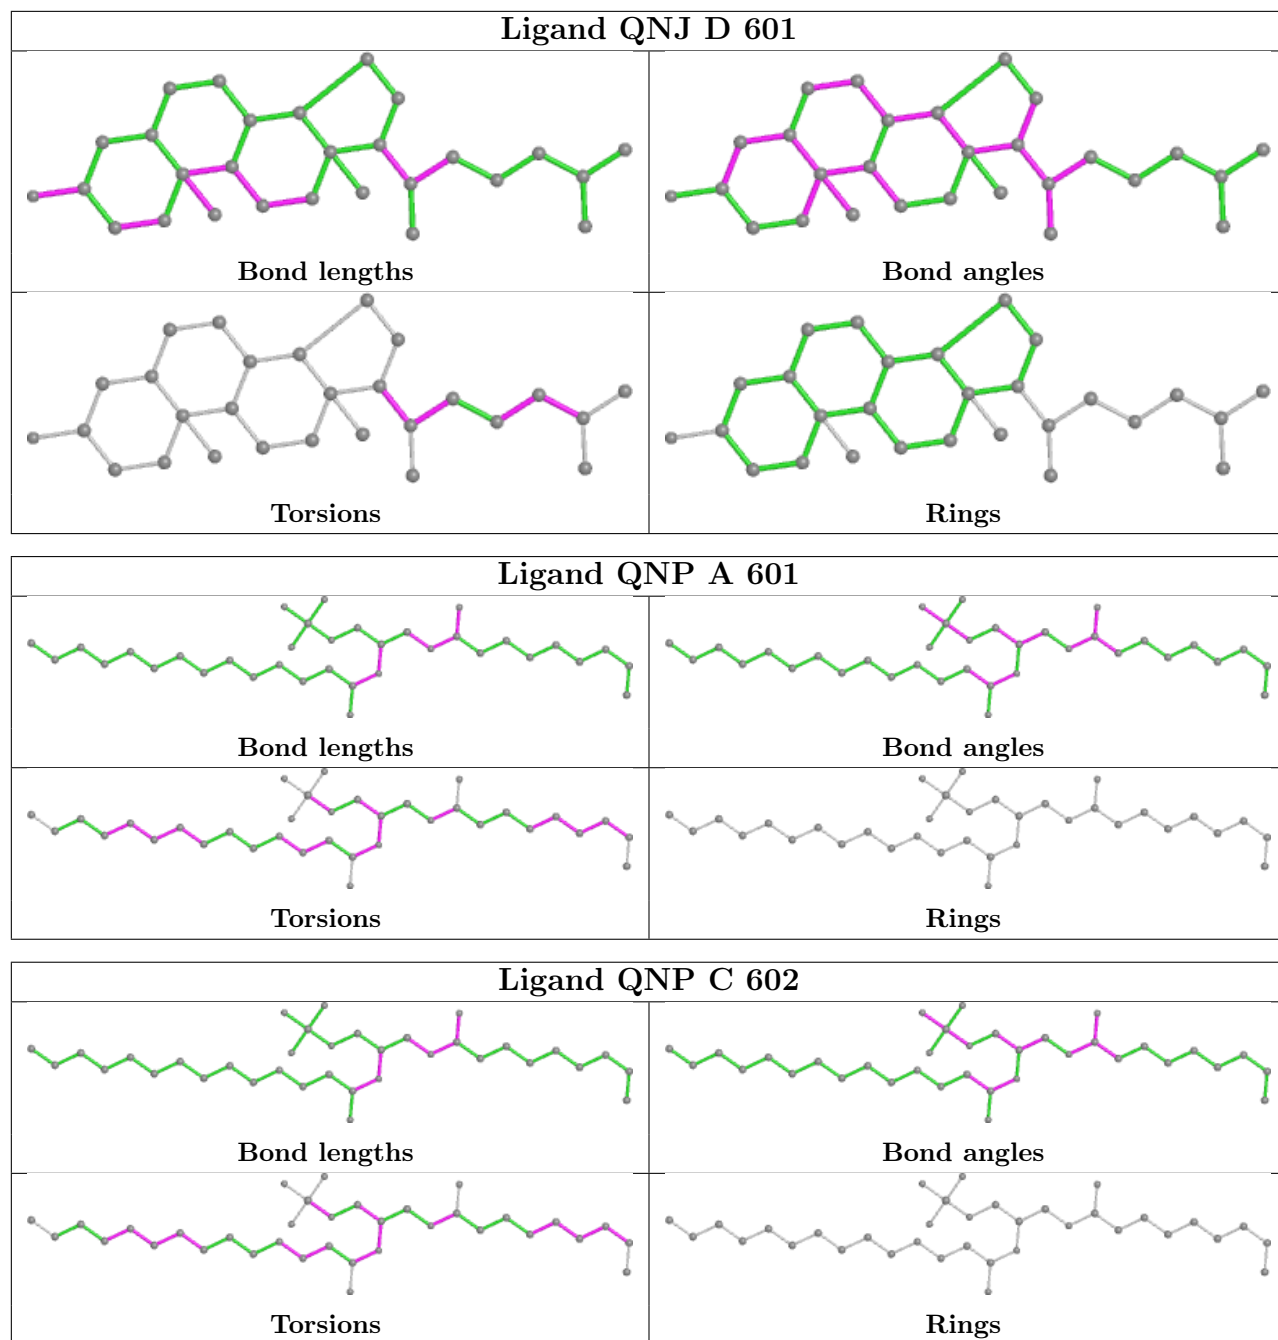 Ligand QNJ D 601
Bond lengths
Bond angles
Torsions
Rings
Ligand QNP A 601
Bond lengths
Bond angles
Torsions
Rings
Ligand QNP C 602
Bond lengths
Bond angles
Torsions
Rings